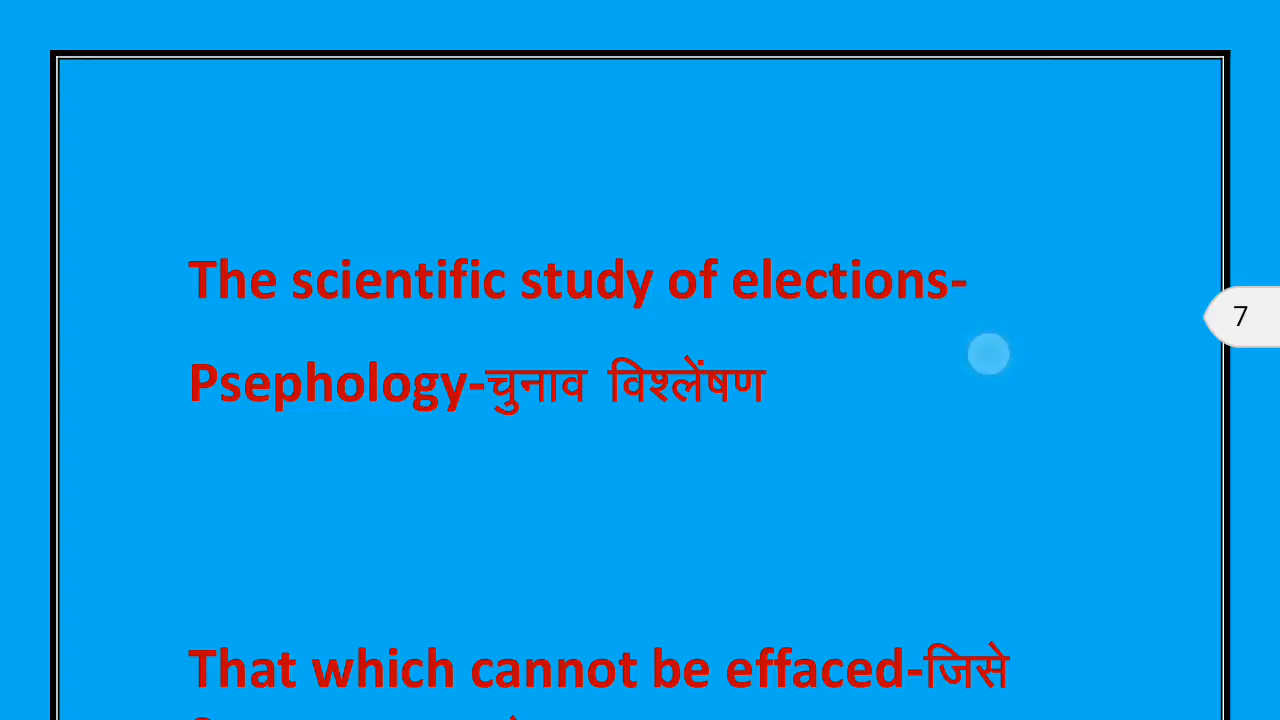 The scientific study of elections-
7
Psephology-चुनाव विश्लेंषण
That which cannot be effaced-जिसे